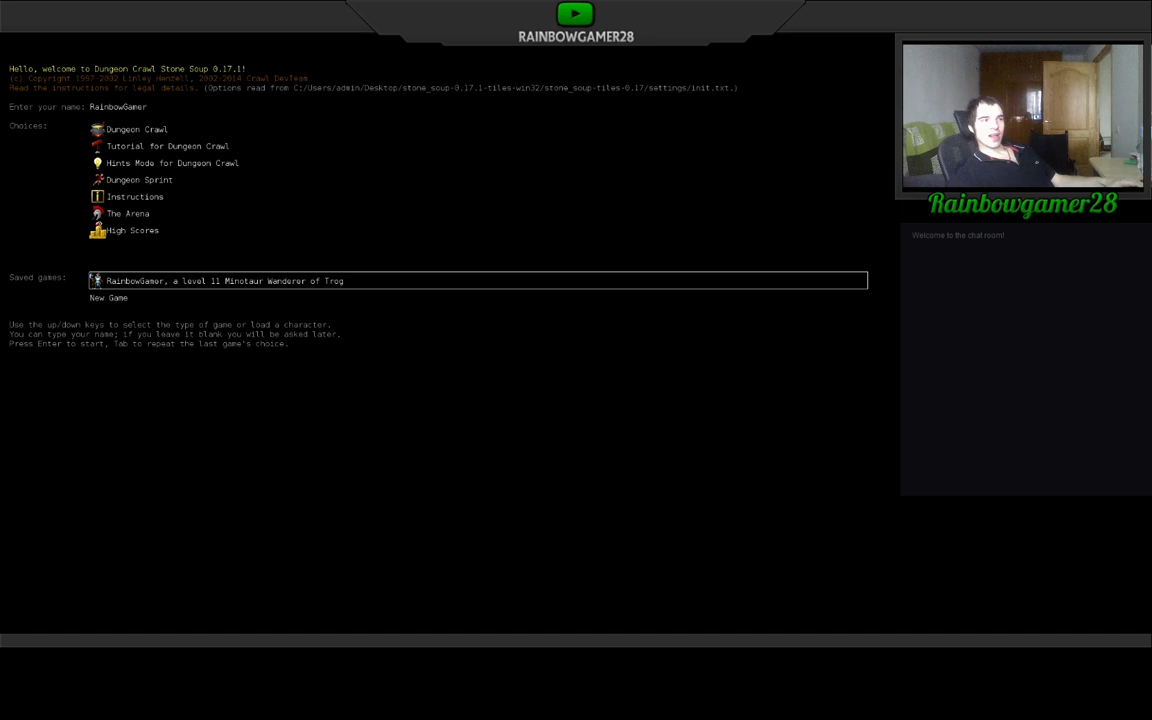 RAINBOWGAMER28
Hello, welcome to Dungeon Crawl Stone Soup 0.17.1!
(c) Copyright 1997-2002 Linley Henzell, 2002-2014 Crawl DevTeam
Read the instructions for legal details. (Options read from C:/Users/admin/Desktop/stone_soup-0.17.1-tiles-win32/stone_soup-tiles-0.17/settings/init.txt.)
Enter your name: RainbowGamer
Choices:
Dungeon Crawl
Tutorial for Dungeon Crawl
Hints Mode for Dungeon Crawl
Dungeon Sprint
Instructions
The Arena
High Scores
Saved games:
RainbowGamer, a level 11 Minotaur Wanderer of Trog
New Game
Use the up/down keys to select the type of game or load a character.
You can type your name; if you leave it blank you will be asked later.
Press Enter to start, Tab to repeat the last game's choice.
Rainbowgamer28
Welcome to the chat room!